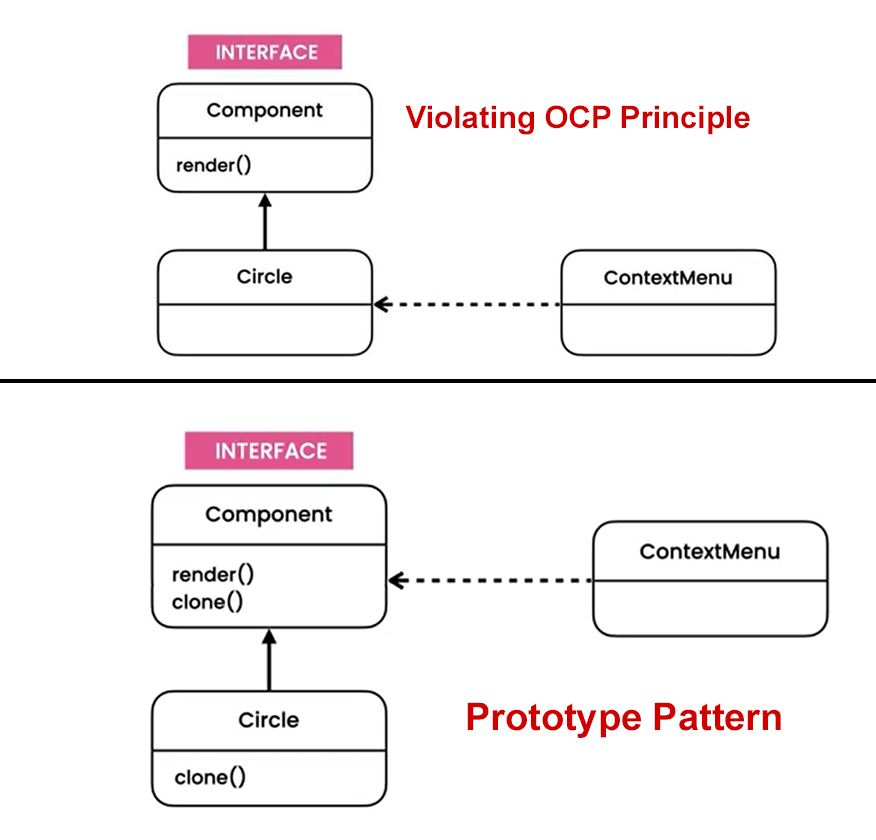 INTERFACE
Component
Violating OCP Principle
render()
Circle
ContextMenu
INTERFACE
Component
ContextMenu
render()
clone()
Circle
Prototype Pattern
clone()